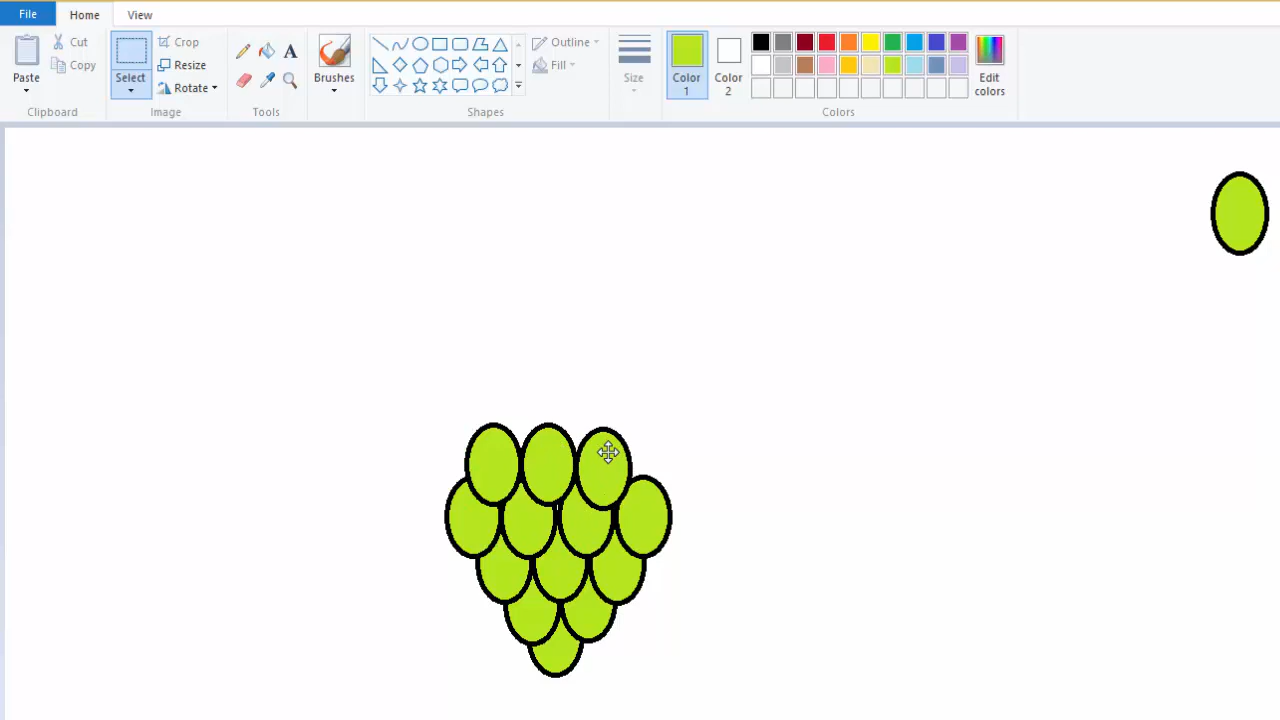 File Home View
Cut Crop Outline
Copy Resize Fill
Paste Select Rotate A Brushes Size Color 1 Color 2 Edit colors
Clipboard Image Tools Shapes Colors